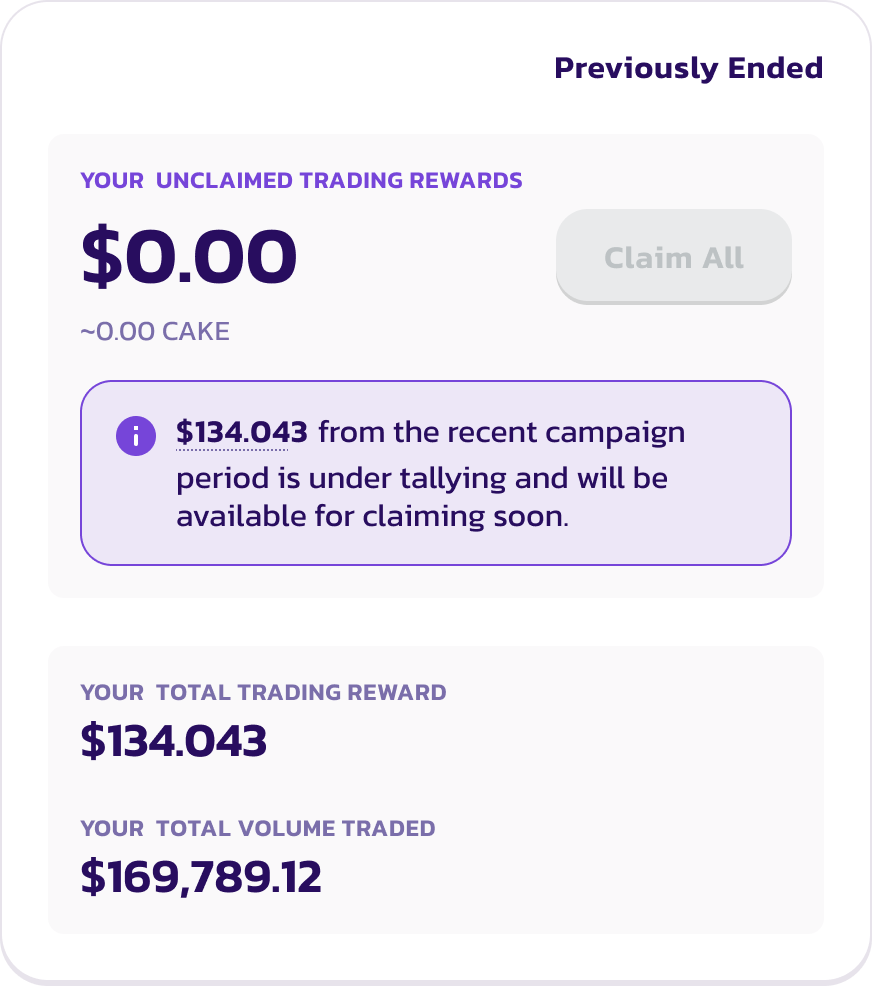 Previously Ended
YOUR UNCLAIMED TRADING REWARDS
$0.00
Claim All
~0.00 CAKE
$134.043 from the recent campaign
period is under tallying and will be
available for claiming soon.
YOUR TOTAL TRADING REWARD
$134.043
YOUR TOTAL VOLUME TRADED
$169,789.12